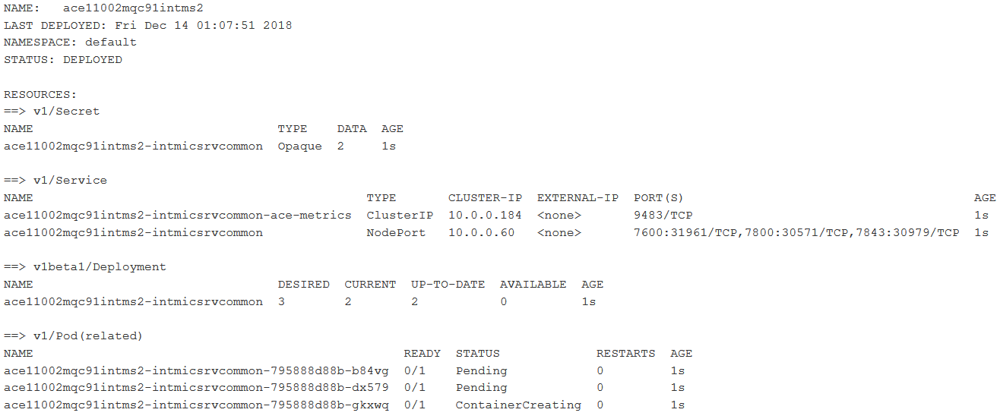 NAME:   ace11002mqc91intms2
LAST DEPLOYED: Fri Dec 14 01:07:51 2018
NAMESPACE: default
STATUS: DEPLOYED

RESOURCES:
==> v1/Secret
NAME                                 TYPE    DATA  AGE
ace11002mqc91intms2-intmicsrvcommon  Opaque  2     1s

==> v1/Service
NAME                                             TYPE       CLUSTER-IP  EXTERNAL-IP  PORT(S)                                       AGE
ace11002mqc91intms2-intmicsrvcommon-ace-metrics  ClusterIP  10.0.0.184  <none>       9483/TCP                                      1s
ace11002mqc91intms2-intmicsrvcommon              NodePort   10.0.0.60   <none>       7600:31961/TCP,7800:30571/TCP,7843:30979/TCP  1s

==> v1beta1/Deployment
NAME                                 DESIRED  CURRENT  UP-TO-DATE  AVAILABLE  AGE
ace11002mqc91intms2-intmicsrvcommon  3        2        2           0          1s

==> v1/Pod(related)
NAME                                                  READY  STATUS             RESTARTS  AGE
ace11002mqc91intms2-intmicsrvcommon-795888d88b-b84vg  0/1    Pending            0         1s
ace11002mqc91intms2-intmicsrvcommon-795888d88b-dx579  0/1    Pending            0         1s
ace11002mqc91intms2-intmicsrvcommon-795888d88b-gkxwq  0/1    ContainerCreating  0         1s